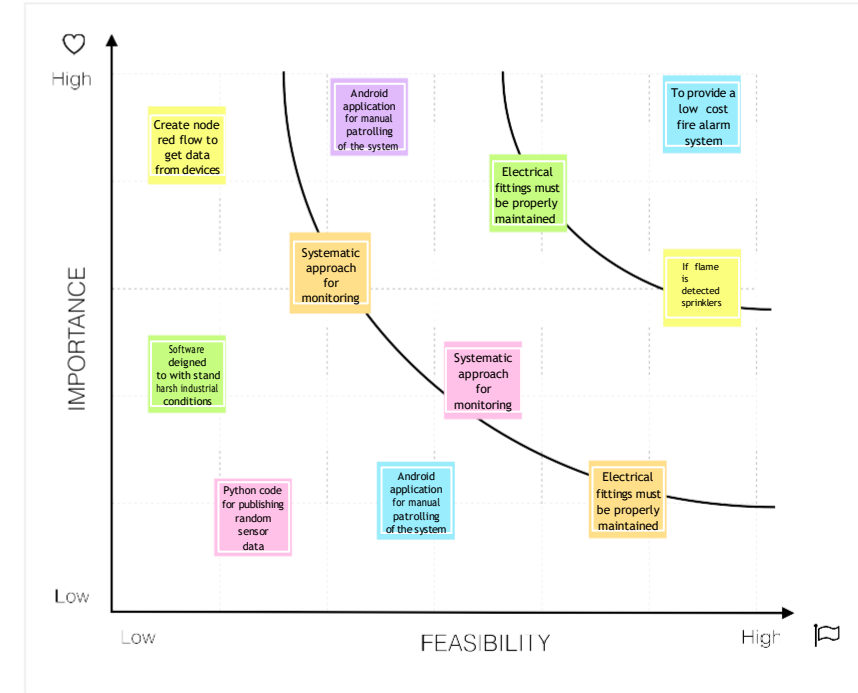 High
Android
application
for manual
patrolling
of the system
To provide a
low cost
fire alarm
system
Create node
red flow to
get data
from devices
Electrical
fittings must
be properly
maintained
Systematic
approach
for
monitoring
If flame
is
detected
sprinklers
IMPORTANCE
Software
deigned
to with stand
harsh industrial
conditions
Systematic
approach
for
monitoring
Python code
for publishing
random
sensor
data
Android
application
for manual
patrolling
of the system
Electrical
fittings must
be properly
maintained
Low
Low
FEASIBILITY
High